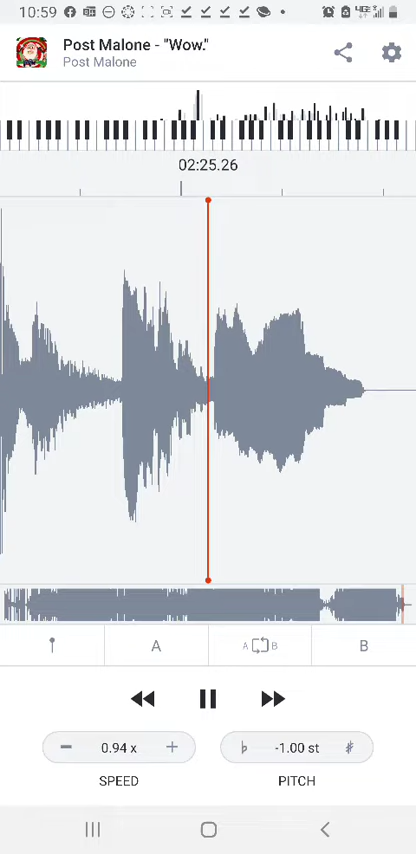 10:59
Post Malone - "Wow."
Post Malone
02:25.26
A
A B
B
0.94 x
-1.00 st
SPEED
PITCH